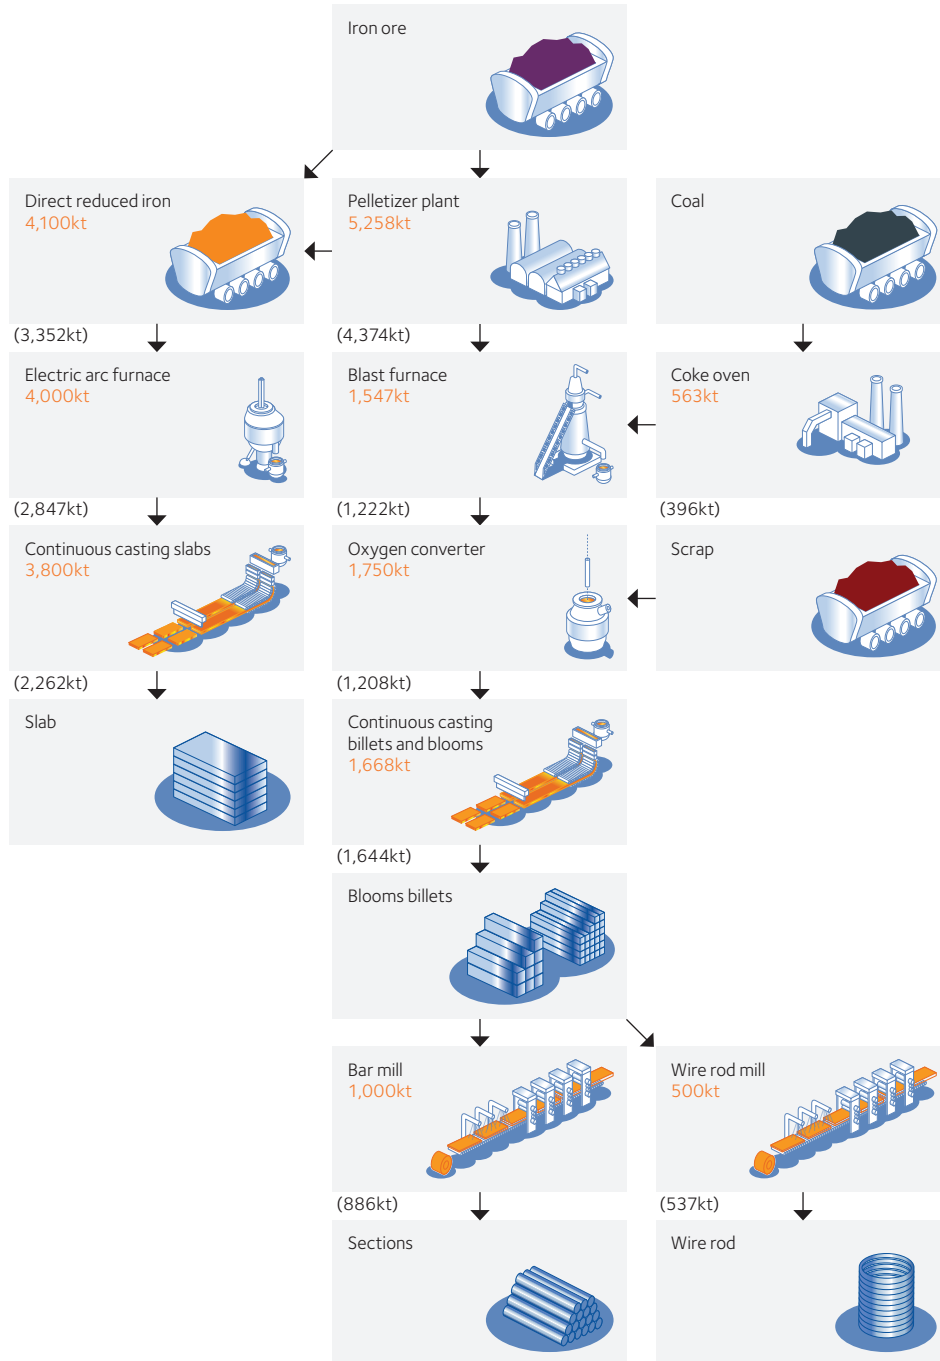 Iron ore
Direct reduced iron
4,100kt
Pelletizer plant
5,258kt
Coal
(3,352kt)
(4,374kt)
Electric arc furnace
4,000kt
Blast furnace
1,547kt
Coke oven
563kt
(2,847kt)
(1,222kt)
(396kt)
Continuous casting slabs
3,800kt
Oxygen converter
1,750kt
Scrap
(2,262kt)
(1,208kt)
Slab
Continuous casting
billets and blooms
1,668kt
(1,644kt)
Blooms billets
Bar mill
1,000kt
Wire rod mill
500kt
(886kt)
(537kt)
Sections
Wire rod